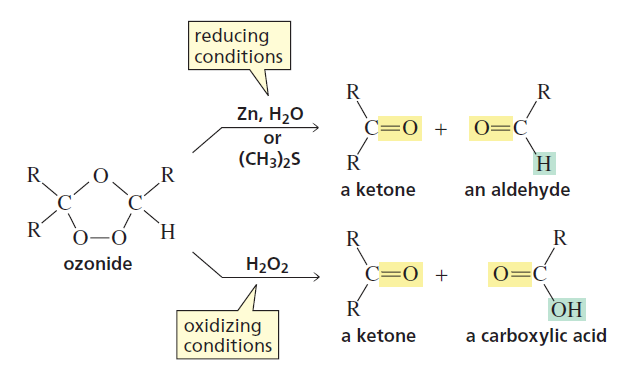 reducing
conditions
Zn, H₂O
or
(CH₃)₂S
R
C=O + O=C
R
R
H
a ketone
an aldehyde
R
O
R
C
C
R
O—O
H
ozonide
H₂O₂
oxidizing
conditions
R
C=O + O=C
R
R
OH
a ketone
a carboxylic acid